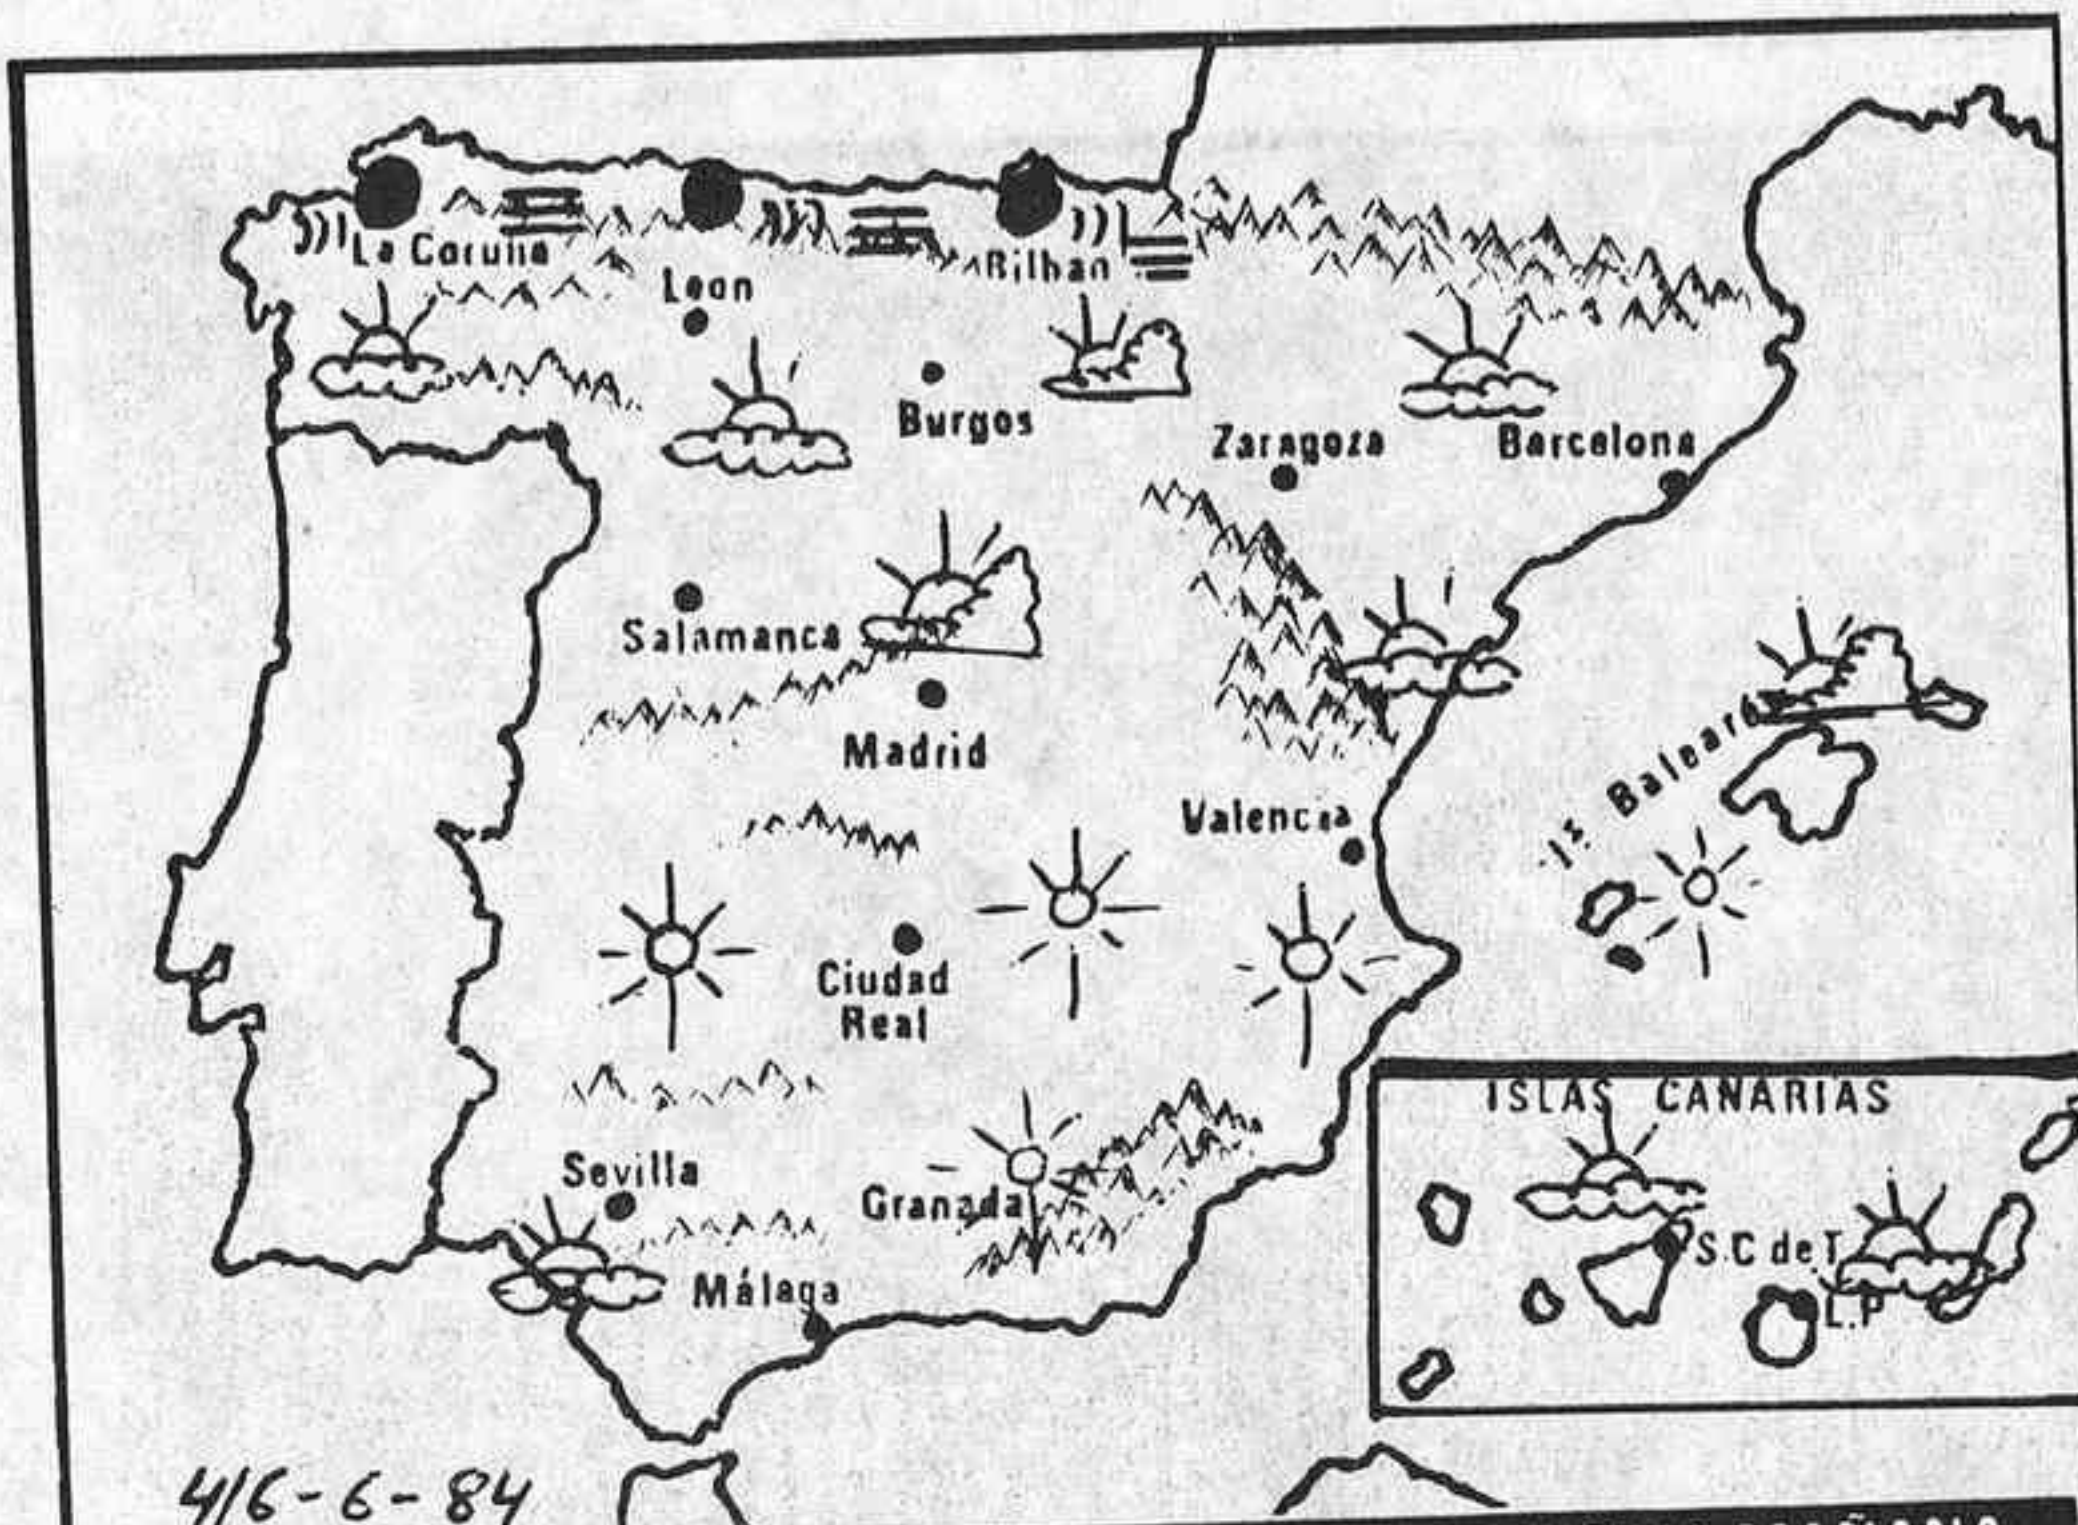 La Coruña
Bilbao
Leon
Burgos
Zaragoza
Barcelona
Salamanca
Madrid
Valencia
Is. Baleares
Ciudad
Real
Sevilla
Granada
Málaga
ISLAS CANARIAS
S.C de T.
L.P
4/6-6-84